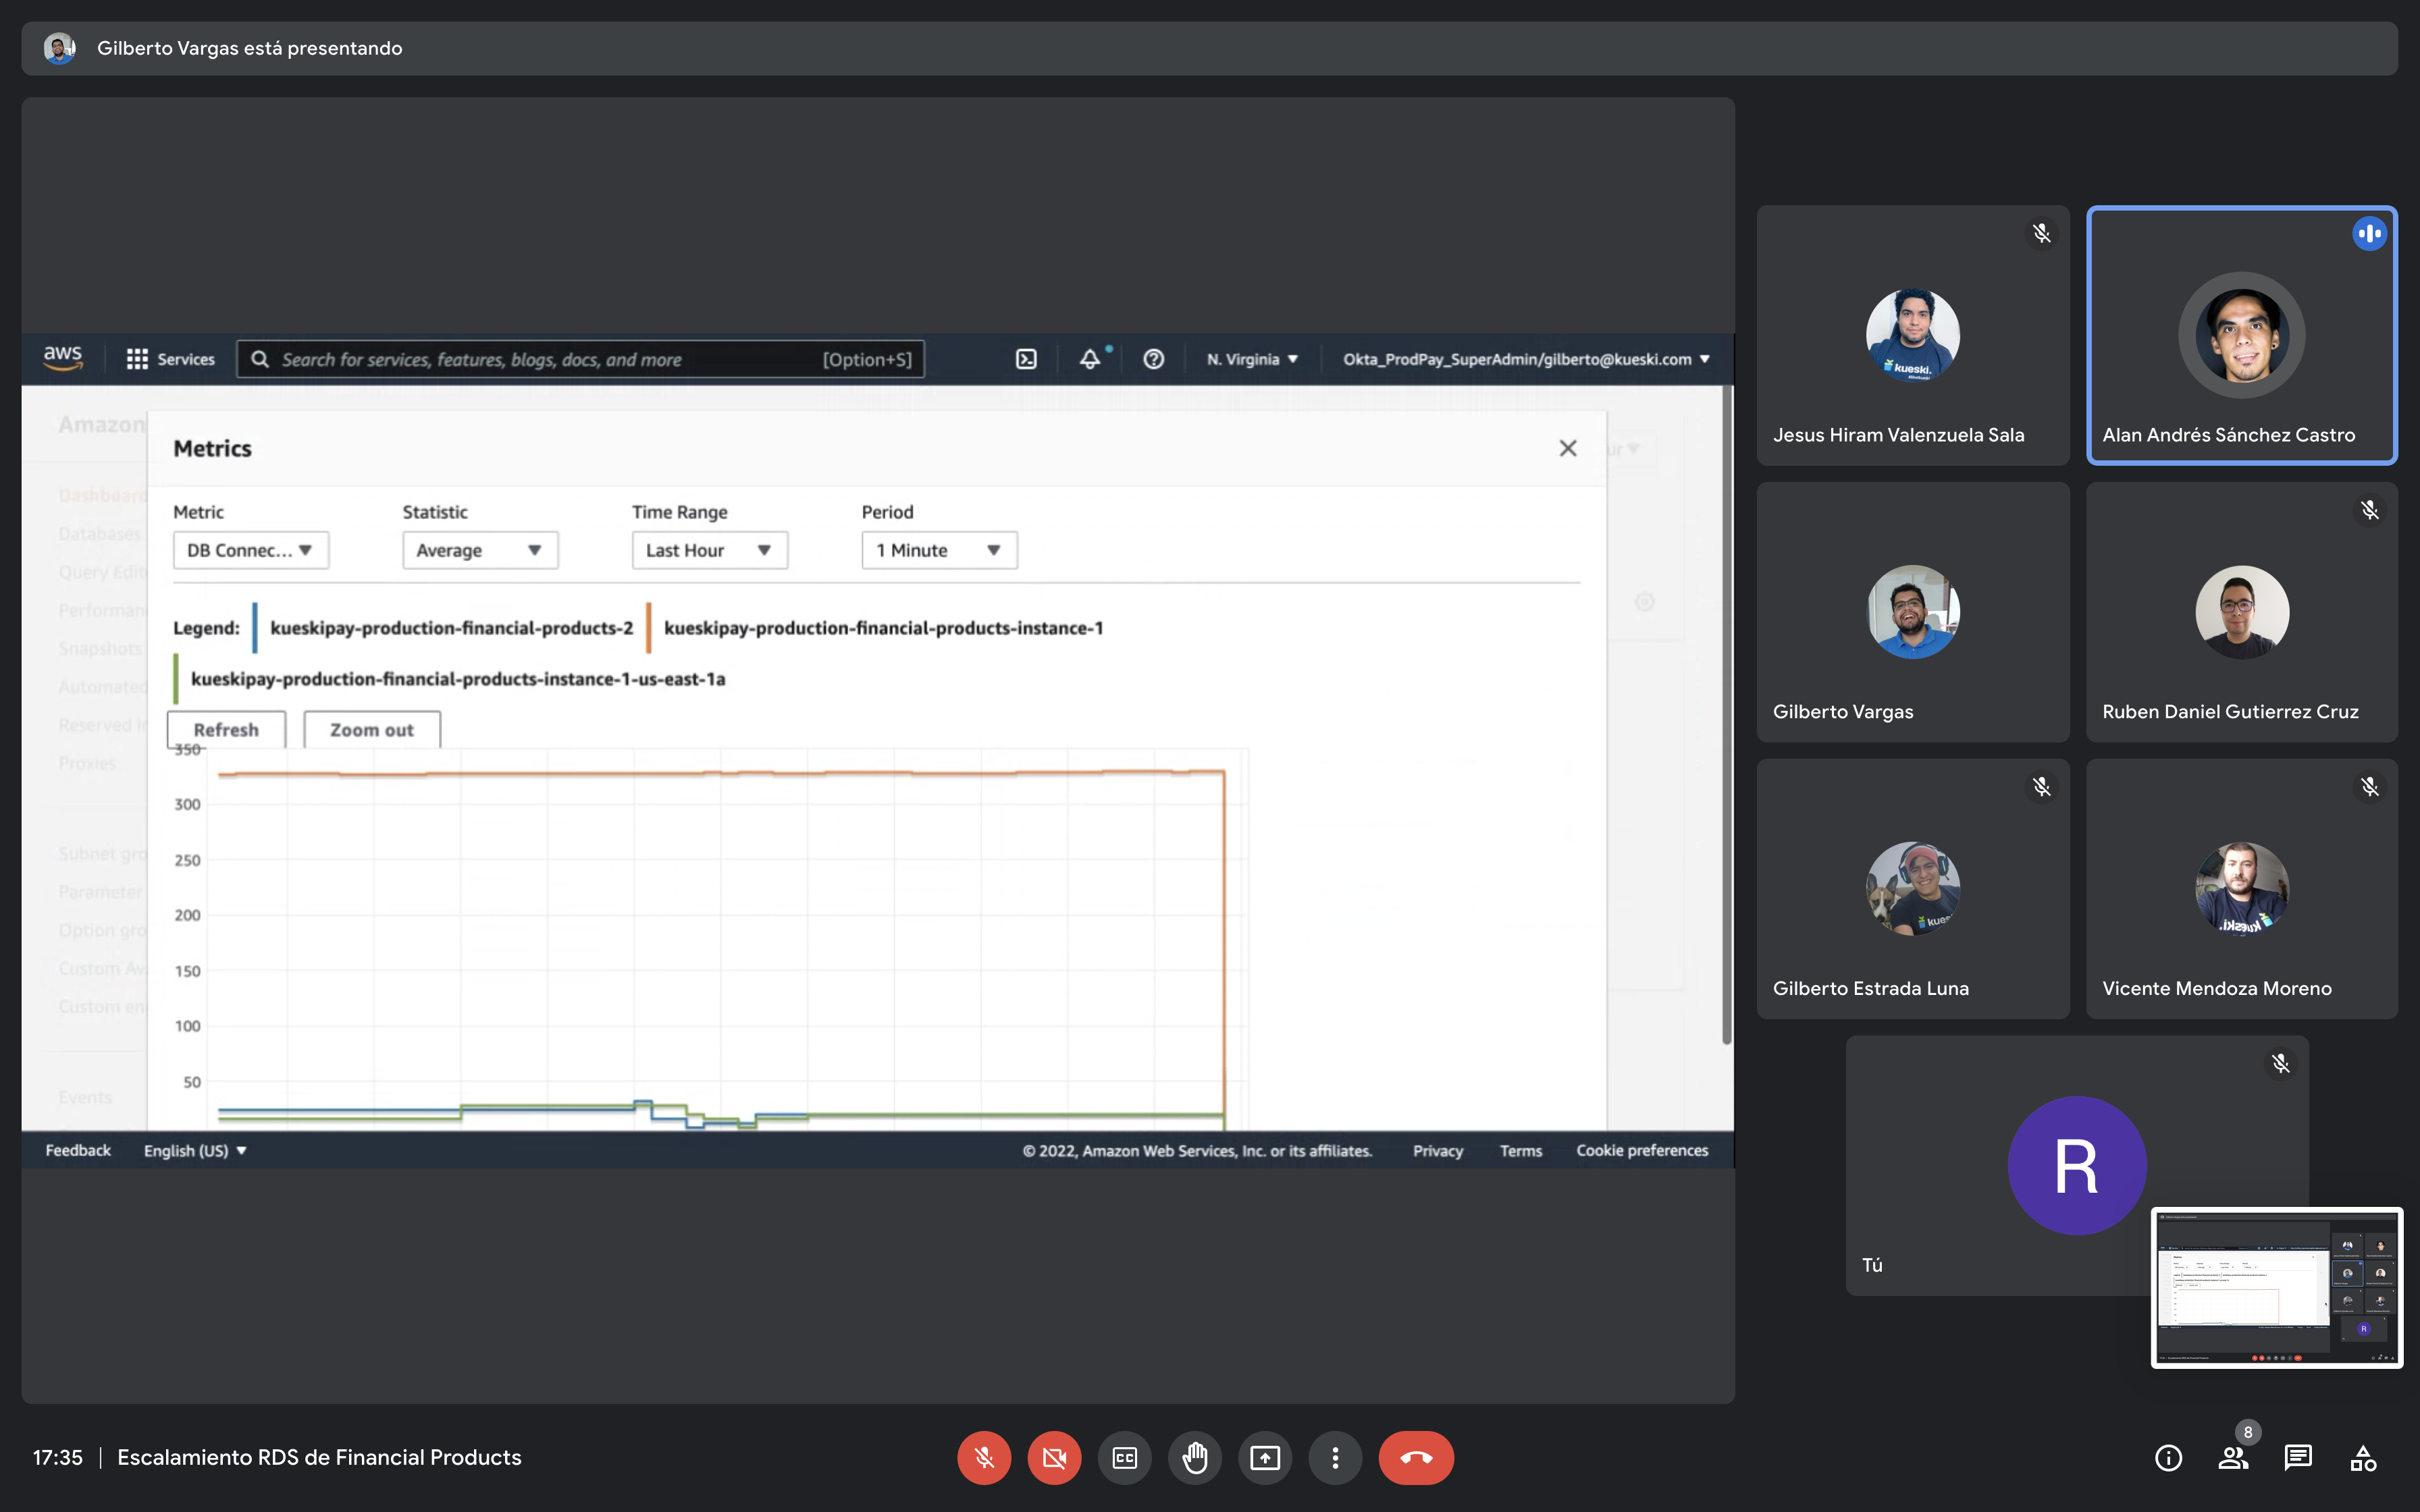 Gilberto Vargas está presentando
aws
Services
Search for services, features, blogs, docs, and more
[Option+S]
N. Virginia
Okta_ProdPay_SuperAdmin/gilberto@kueski.com
Amazon
Metrics
Dashboard
Databases
Query Edit
Performan
Snapshots
Automated
Reserved i
Proxies
Subnet gro
Parameter
Option gro
Custom Av
Custom en
Events
Metric
Statistic
Time Range
Period
DB Connec...
Average
Last Hour
1 Minute
Legend:
kueskipay-production-financial-products-2
kueskipay-production-financial-products-instance-1
kueskipay-production-financial-products-instance-1-us-east-1a
Refresh
Zoom out
350
300
250
200
150
100
50
Feedback
English (US)
© 2022, Amazon Web Services, Inc. or its affiliates.
Privacy
Terms
Cookie preferences
kueski.
Jesus Hiram Valenzuela Sala
Alan Andrés Sánchez Castro
Gilberto Vargas
Ruben Daniel Gutierrez Cruz
kues
Gilberto Estrada Luna
kueski.
Vicente Mendoza Moreno
R
Tú
17:35
Escalamiento RDS de Financial Products
CC
8